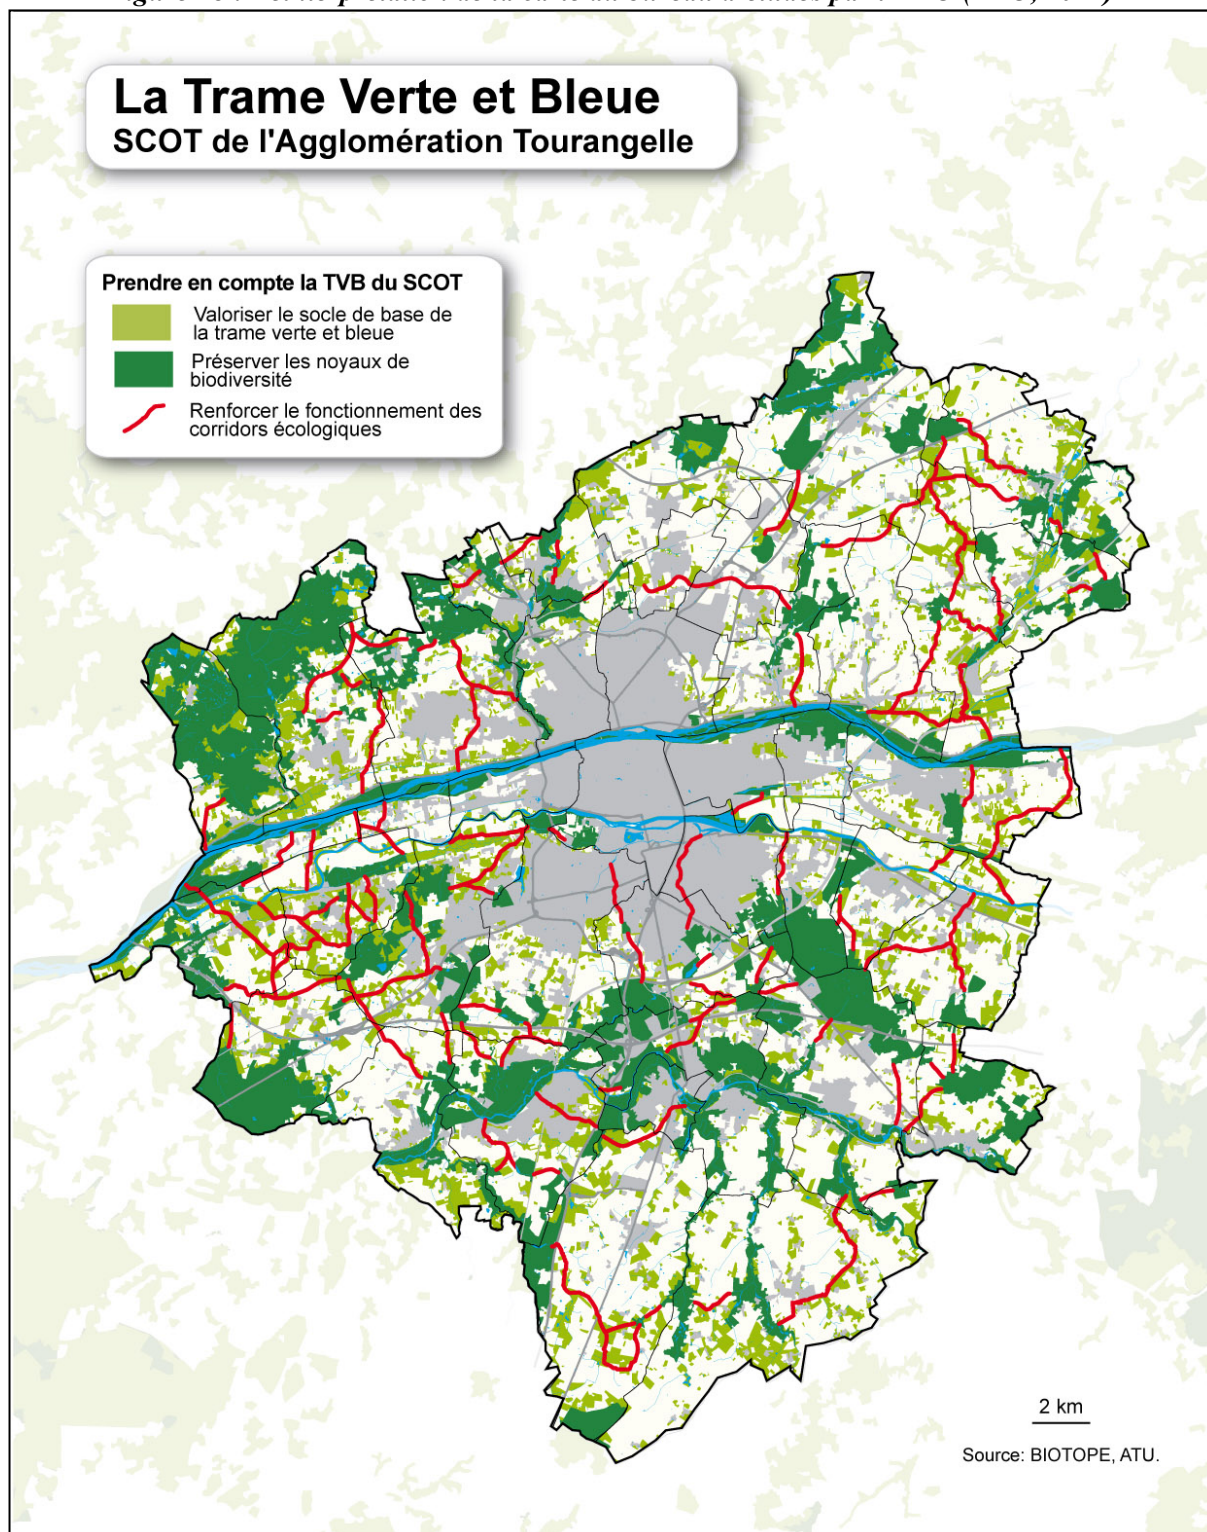 La Trame Verte et Bleue
SCOT de l'Agglomération Tourangelle
Prendre en compte la TVB du SCOT
Valoriser le socle de base de
la trame verte et bleue
Préserver les noyaux de
biodiversité
Renforcer le fonctionnement des
corridors écologiques
2 km
Source: BIOTOPE, ATU.